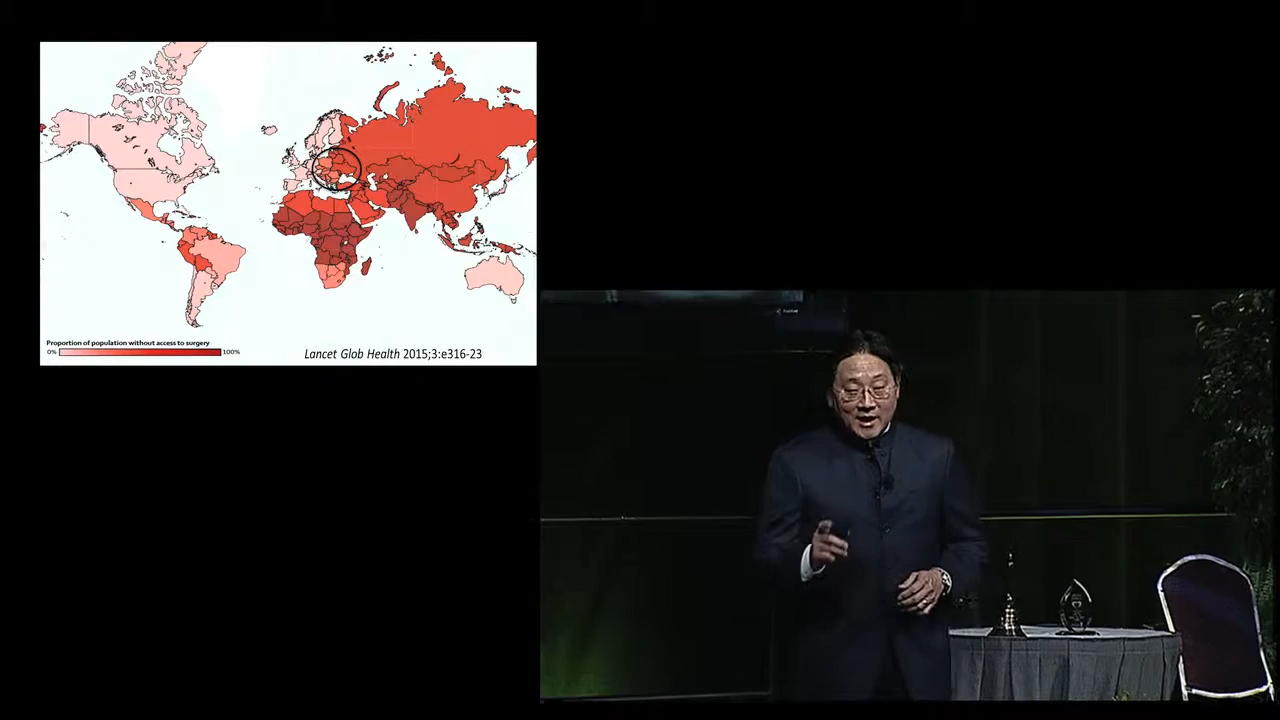 Proportion of population without access to surgery
0%
100%
Lancet Glob Health 2015;3:e316-23